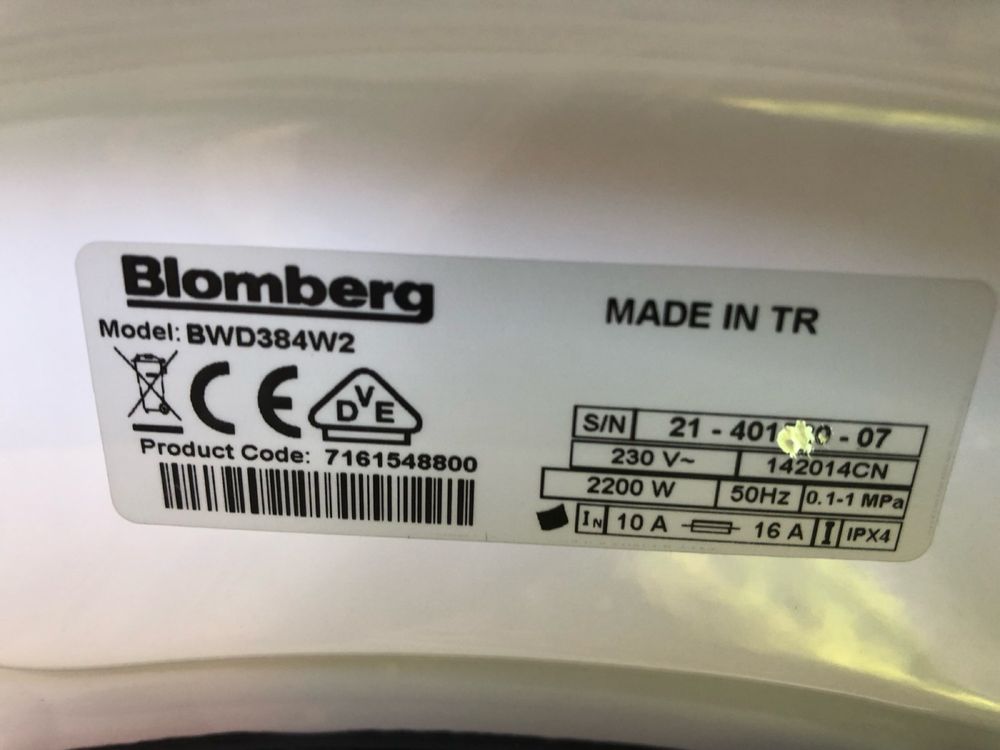 Blomberg
MADE IN TR
Model: BWD384W2
CE
DVE
Product Code: 7161548800
S/N 21 - - 07
230 V~ 142014CN
2200 W 50Hz 0.1-1 MPa
IN 10 A 16 A I IPX4